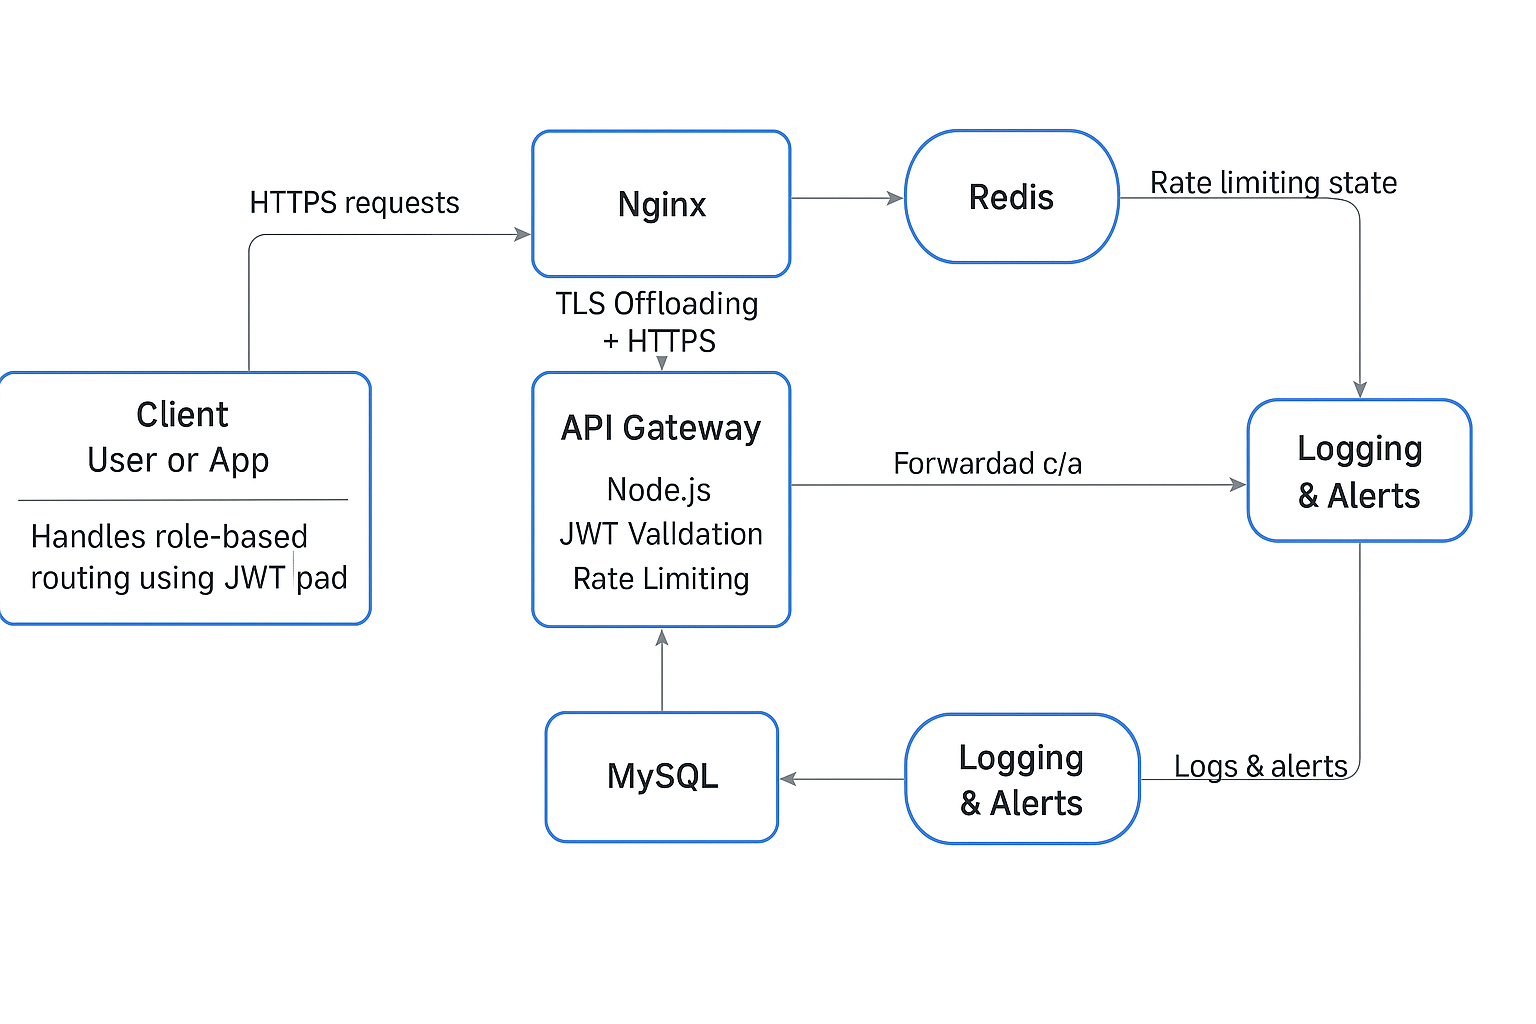 HTTPS requests
Nginx
Redis
Rate limiting state
TLS Offloading
+ HTTPS
Client
User or App
Handles role-based
routing using JWT pad
API Gateway
Node.js
JWT Valldation
Rate Limiting
Forwardad c/a
Logging
& Alerts
MySQL
Logging
& Alerts
Logs & alerts